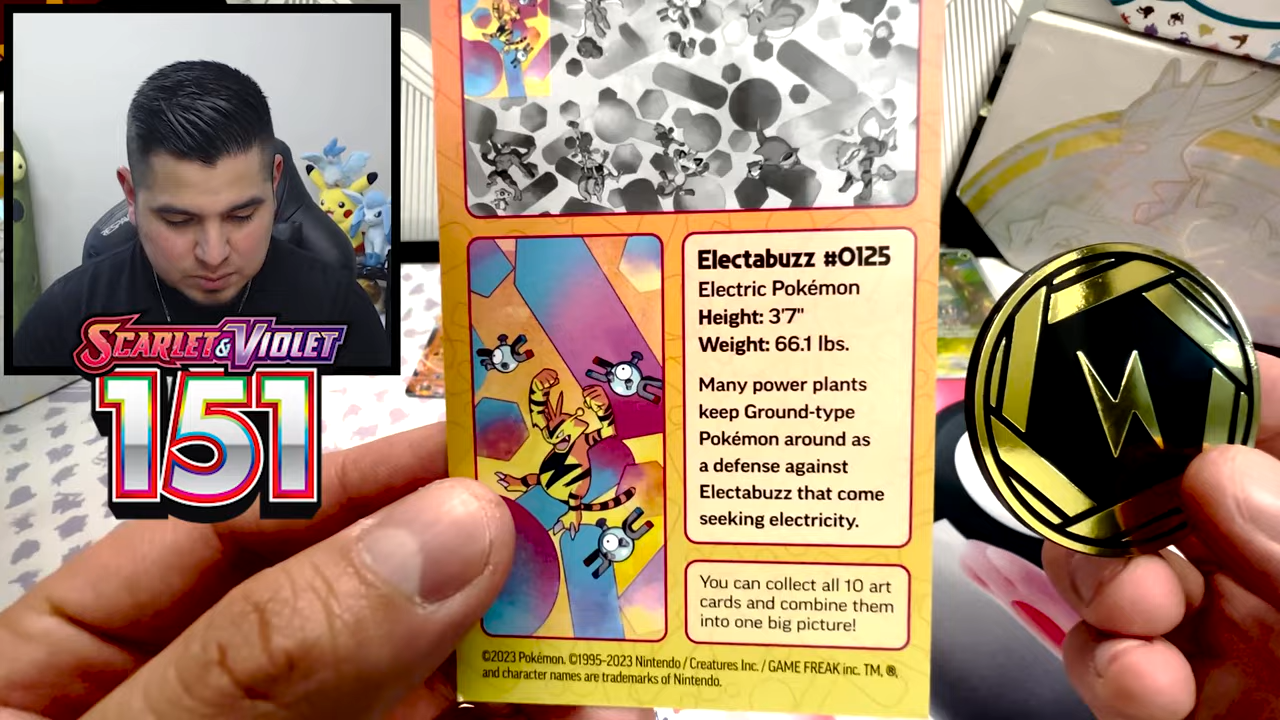 SCARLET & VIOLET
151
Electabuzz #0125
Electric Pokémon
Height: 3'7"
Weight: 66.1 lbs.
Many power plants
keep Ground-type
Pokémon around as
a defense against
Electabuzz that come
seeking electricity.
You can collect all 10 art
cards and combine them
into one big picture!
©2023 Pokémon. ©1995–2023 Nintendo / Creatures Inc. / GAME FREAK inc. TM, ®,
and character names are trademarks of Nintendo.